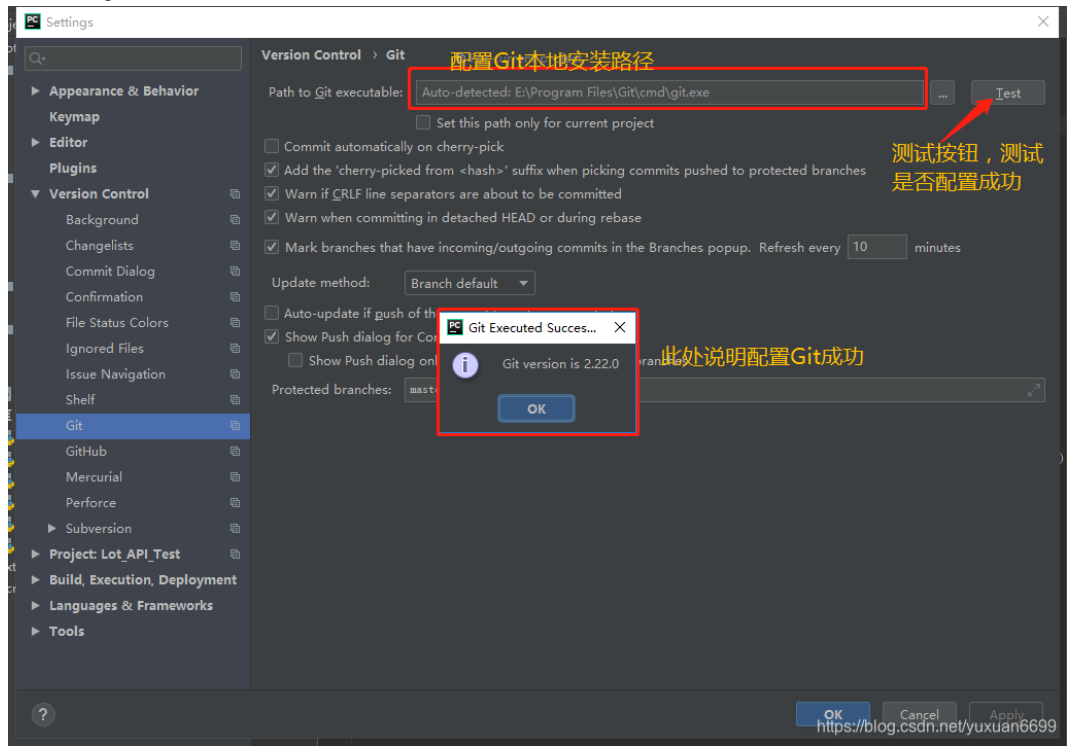 Settings
Version Control › Git
配置Git本地安装路径
Appearance & Behavior
Keymap
Editor
Plugins
Version Control
Background
Changelists
Commit Dialog
Confirmation
File Status Colors
Ignored Files
Issue Navigation
Shelf
Git
GitHub
Mercurial
Perforce
Subversion
Project: Lot_API_Test
Build, Execution, Deployment
Languages & Frameworks
Tools
Path to Git executable: Auto-detected: E:\Program Files\Git\cmd\git.exe ... Test
Set this path only for current project
测试按钮，测试
是否配置成功
Commit automatically on cherry-pick
Add the 'cherry-picked from <hash>' suffix when picking commits pushed to protected branches
Warn if CRLF line separators are about to be committed
Warn when committing in detached HEAD or during rebase
Mark branches that have incoming/outgoing commits in the Branches popup. Refresh every 10 minutes
Update method: Branch default
Auto-update if push of the
Show Push dialog for
Show Push dialog
Protected branches:
Git Executed Succes...
Git version is 2.22.0
OK
此处说明配置Git成功
?
OK Cancel Apply
https://blog.csdn.net/yuxuan6699